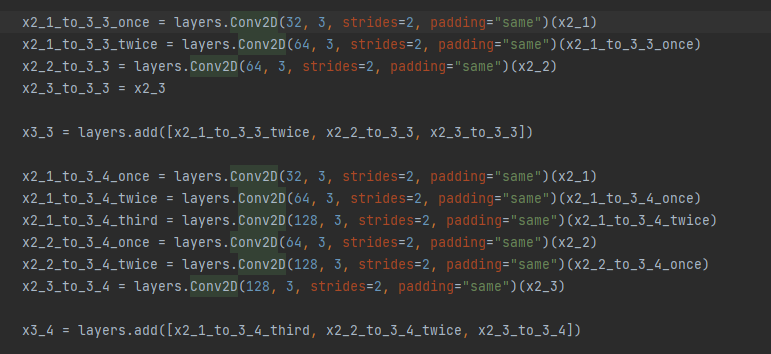 x2_1_to_3_3_once = layers.Conv2D(32, 3, strides=2, padding="same")(x2_1)
x2_1_to_3_3_twice = layers.Conv2D(64, 3, strides=2, padding="same")(x2_1_to_3_3_once)
x2_2_to_3_3 = layers.Conv2D(64, 3, strides=2, padding="same")(x2_2)
x2_3_to_3_3 = x2_3
x3_3 = layers.add([x2_1_to_3_3_twice, x2_2_to_3_3, x2_3_to_3_3])
x2_1_to_3_4_once = layers.Conv2D(32, 3, strides=2, padding="same")(x2_1)
x2_1_to_3_4_twice = layers.Conv2D(64, 3, strides=2, padding="same")(x2_1_to_3_4_once)
x2_1_to_3_4_third = layers.Conv2D(128, 3, strides=2, padding="same")(x2_1_to_3_4_twice)
x2_2_to_3_4_once = layers.Conv2D(64, 3, strides=2, padding="same")(x2_2)
x2_2_to_3_4_twice = layers.Conv2D(128, 3, strides=2, padding="same")(x2_2_to_3_4_once)
x2_3_to_3_4 = layers.Conv2D(128, 3, strides=2, padding="same")(x2_3)
x3_4 = layers.add([x2_1_to_3_4_third, x2_2_to_3_4_twice, x2_3_to_3_4])